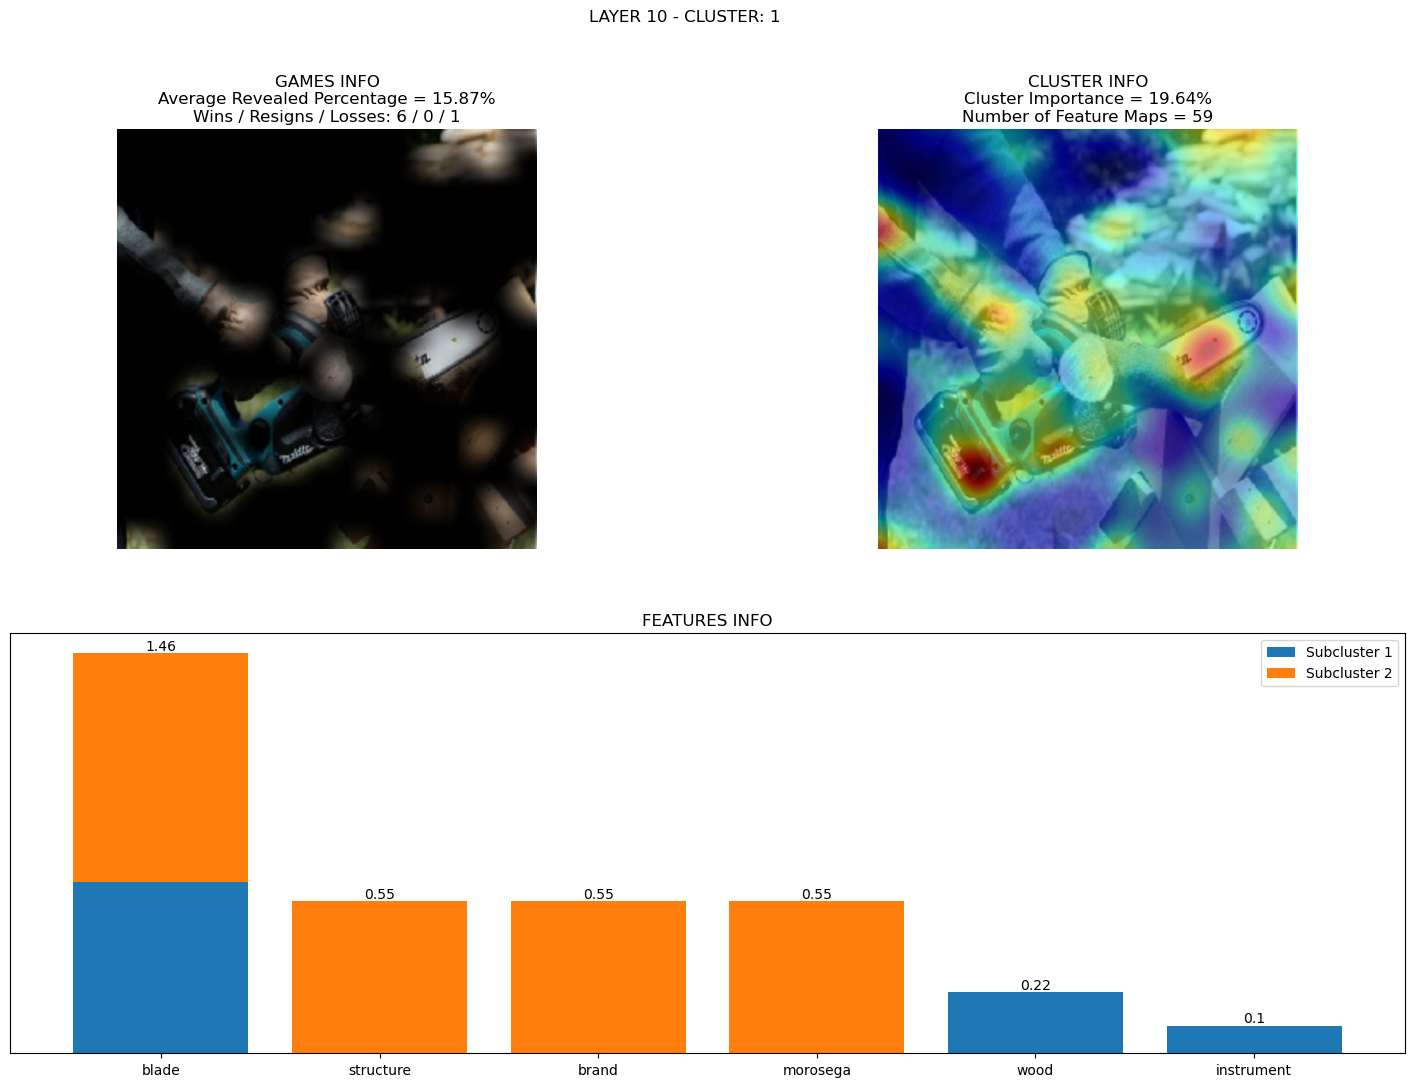 LAYER 10 - CLUSTER: 1
GAMES INFO
Average Revealed Percentage = 15.87%
Wins / Resigns / Losses: 6 / 0 / 1
CLUSTER INFO
Cluster Importance = 19.64%
Number of Feature Maps = 59
FEATURES INFO
1.46
0.55
0.55
0.55
0.22
0.1
Subcluster 1
Subcluster 2
blade
structure
brand
morosega
wood
instrument